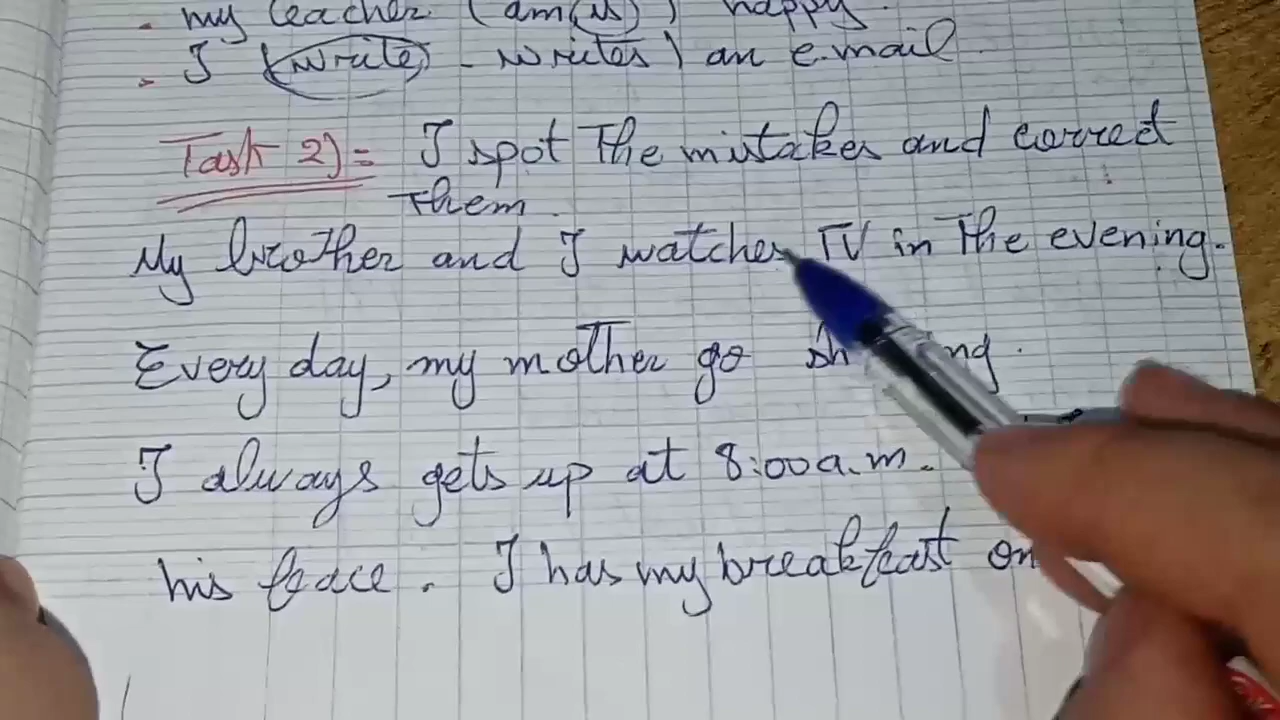 . my teacher (am (is)) happy.
. I (write) - writes) an e.mail.
Task 2) = I spot the mistakes and correct
them.
My brother and I watches TV in the evening.
Every day, my mother go
I always gets up at 8:00 a.m.
his face. I has my breakfast